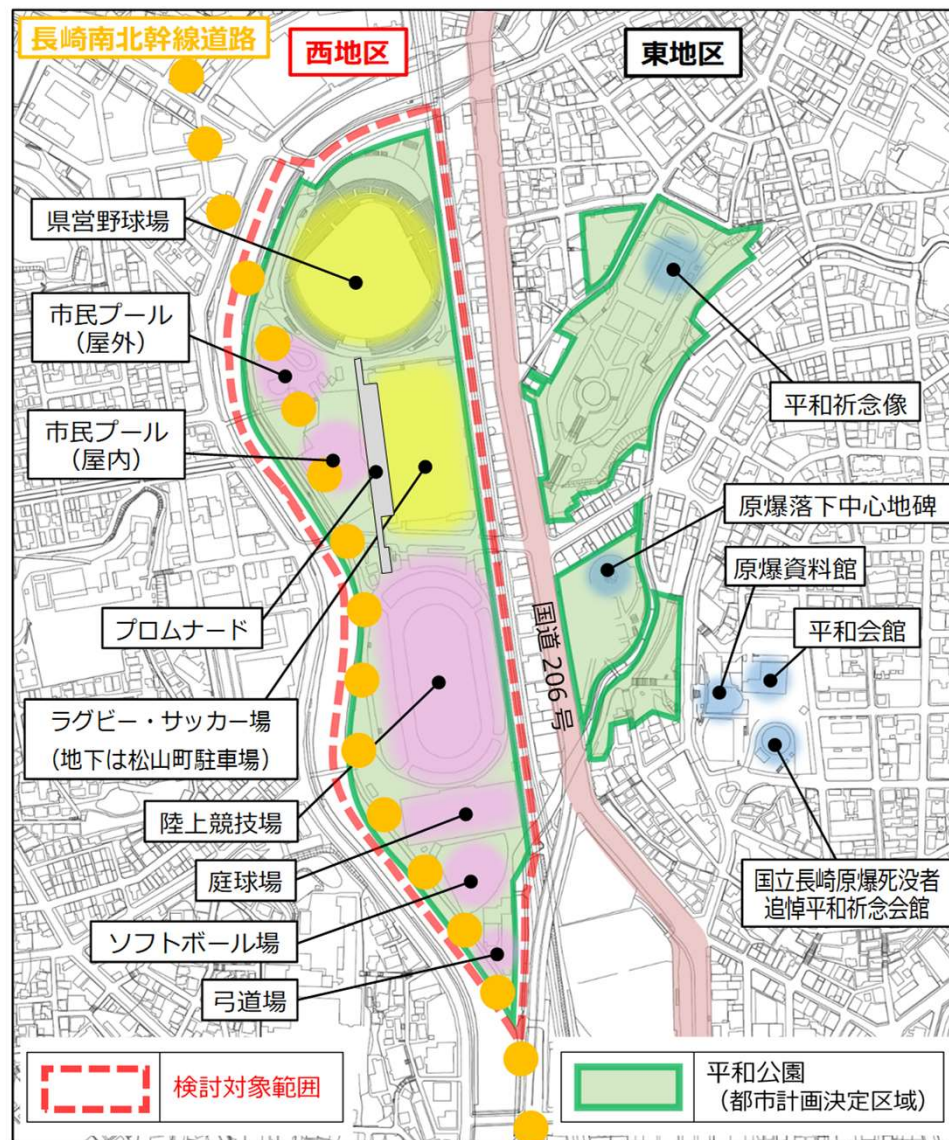 長崎南北幹線道路
西地区
東地区
県営野球場
市民プール
（屋外）
市民プール
（屋内）
平和祈念像
原爆落下中心地碑
原爆資料館
平和会館
プロムナード
国道 206 号
ラグビー・サッカー場
（地下は松山町駐車場）
陸上競技場
庭球場
国立長崎原爆死没者
追悼平和祈念会館
ソフトボール場
弓道場
検討対象範囲
平和公園
（都市計画決定区域）